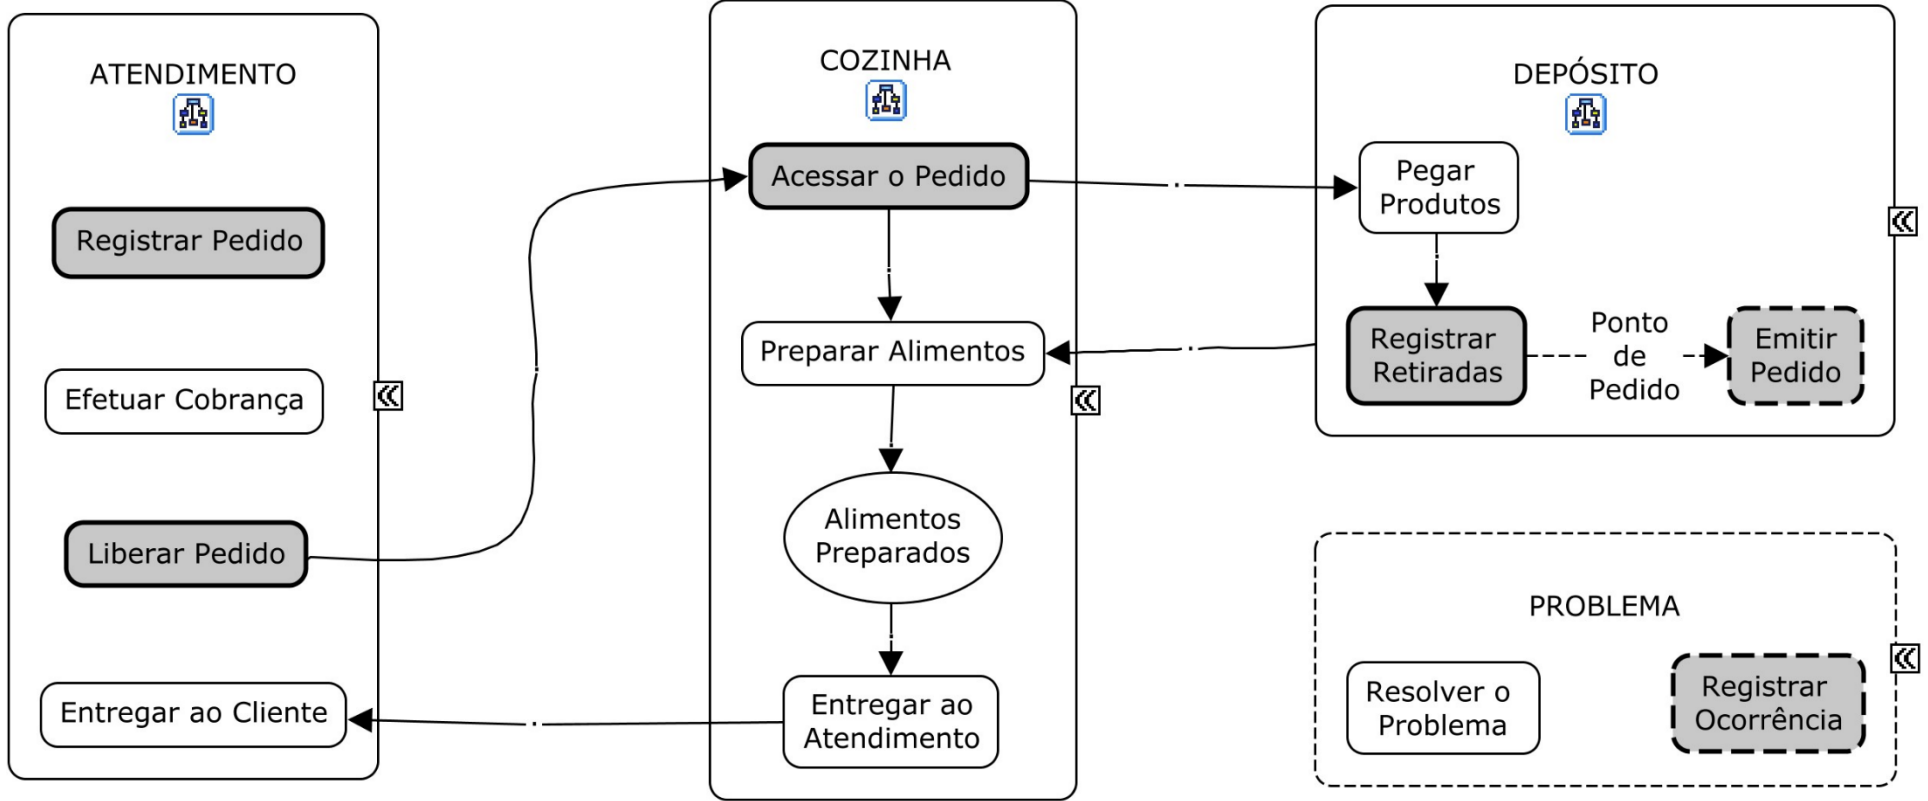 ATENDIMENTO
Registrar Pedido
Efetuar Cobrança
Liberar Pedido
Entregar ao Cliente
COZINHA
Acessar o Pedido
Preparar Alimentos
Alimentos
Preparados
Entregar ao
Atendimento
DEPÓSITO
Pegar
Produtos
Registrar
Retiradas
Ponto
de
Pedido
Emitir
Pedido
PROBLEMA
Resolver o
Problema
Registrar
Ocorrência